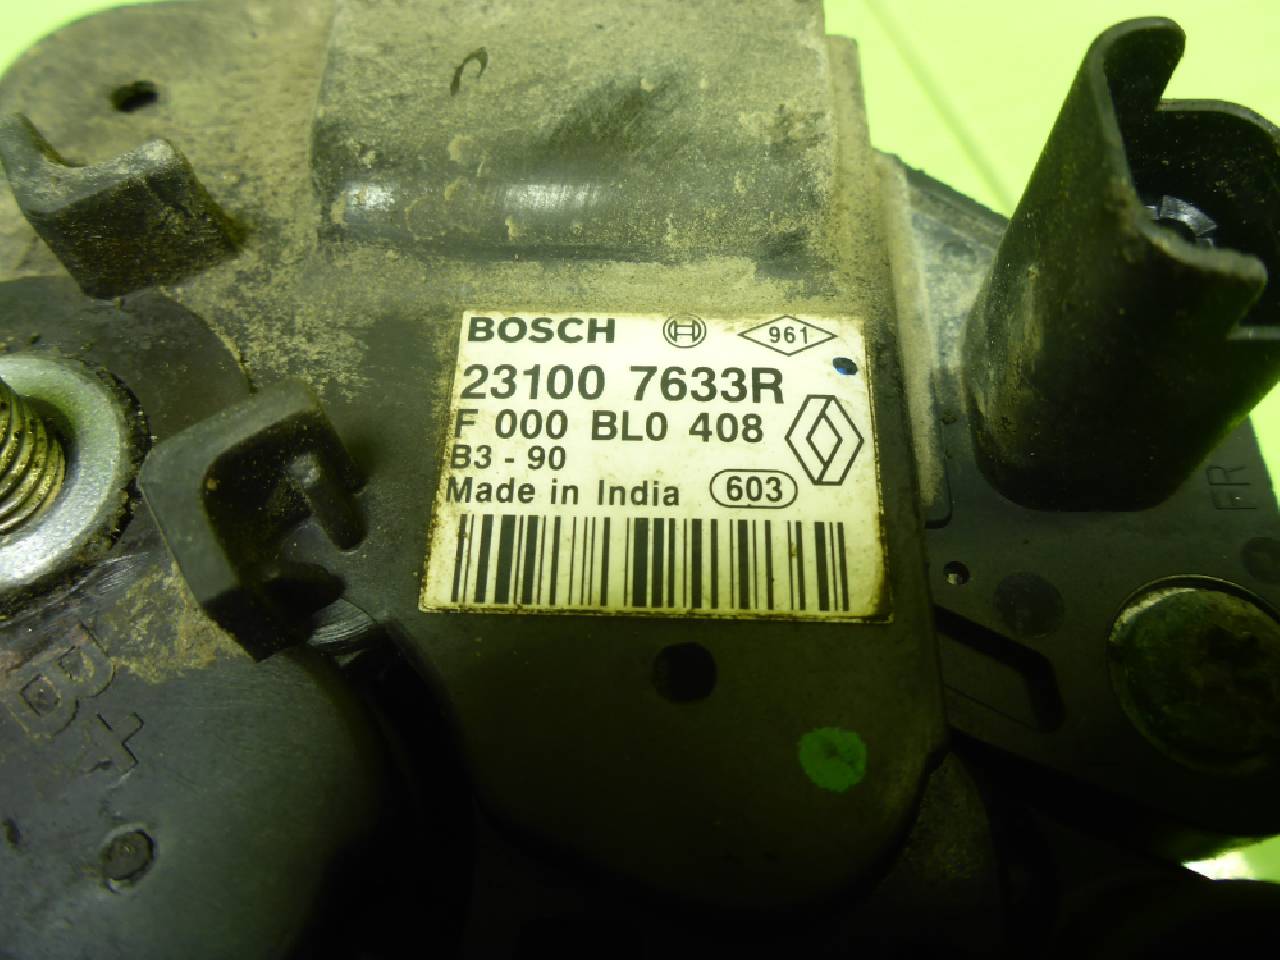 BOSCH 961
23100 7633R
F 000 BL0 408
B3 - 90
Made in India 603
B+
FR